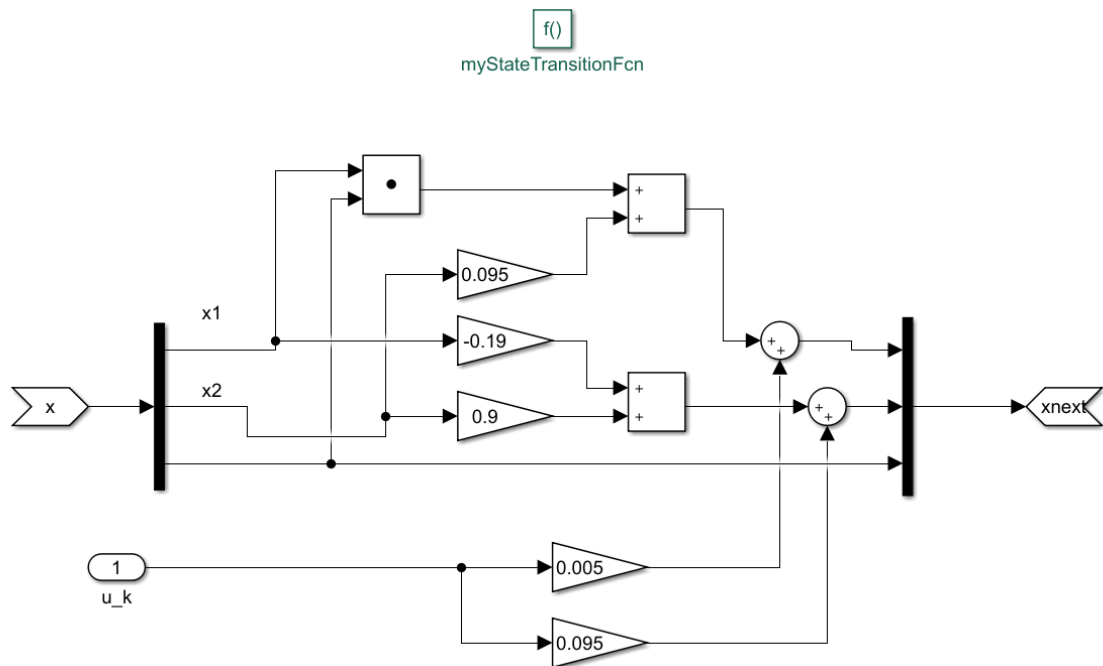 f()
myStateTransitionFcn
+
+
0.095
x1
-0.19
+
+
x2
+
+
0.9
x
+
+
xnext
1
0.005
u_k
0.095